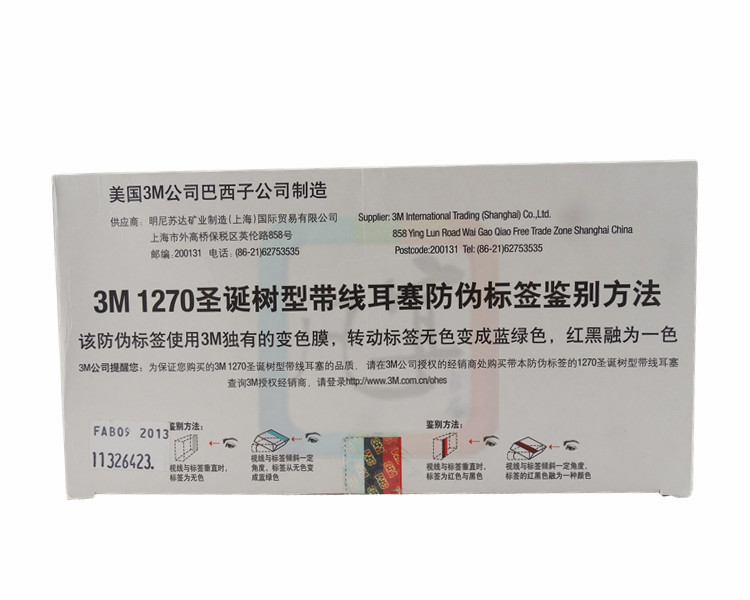 美国3M公司巴西子公司制造
供应商: 明尼苏达矿业制造(上海)国际贸易有限公司
上海市外高桥保税区英伦路858号
邮编:200131 电话:(86-21)62753535
Supplier: 3M International Trading (Shanghai) Co.,Ltd.
858 Ying Lun Road Wai Gao Qiao Free Trade Zone Shanghai China
Postcode:200131 Tel: (86-21)62753535
3M 1270圣诞树型带线耳塞防伪标签鉴别方法
该防伪标签使用3M独有的变色膜，转动标签无色变成蓝绿色，红黑融为一色
3M公司提醒您：为保证您购买的3M 1270圣诞树型带线耳塞的品质，请在3M公司授权的经销商处购买带本防伪标签的1270圣诞树型带线耳塞
查询3M授权经销商，请登录http://www.3M.com.cn/ohes
FAB09 2013
11326423.
鉴别方法：
视线与标签垂直时，
标签为无色
视线与标签倾斜一定
角度，标签从无色变
成蓝绿色
鉴别方法：
视线与标签垂直时，
标签为红色与黑色
视线与标签倾斜一定角度，
标签的红黑色融为一种颜色